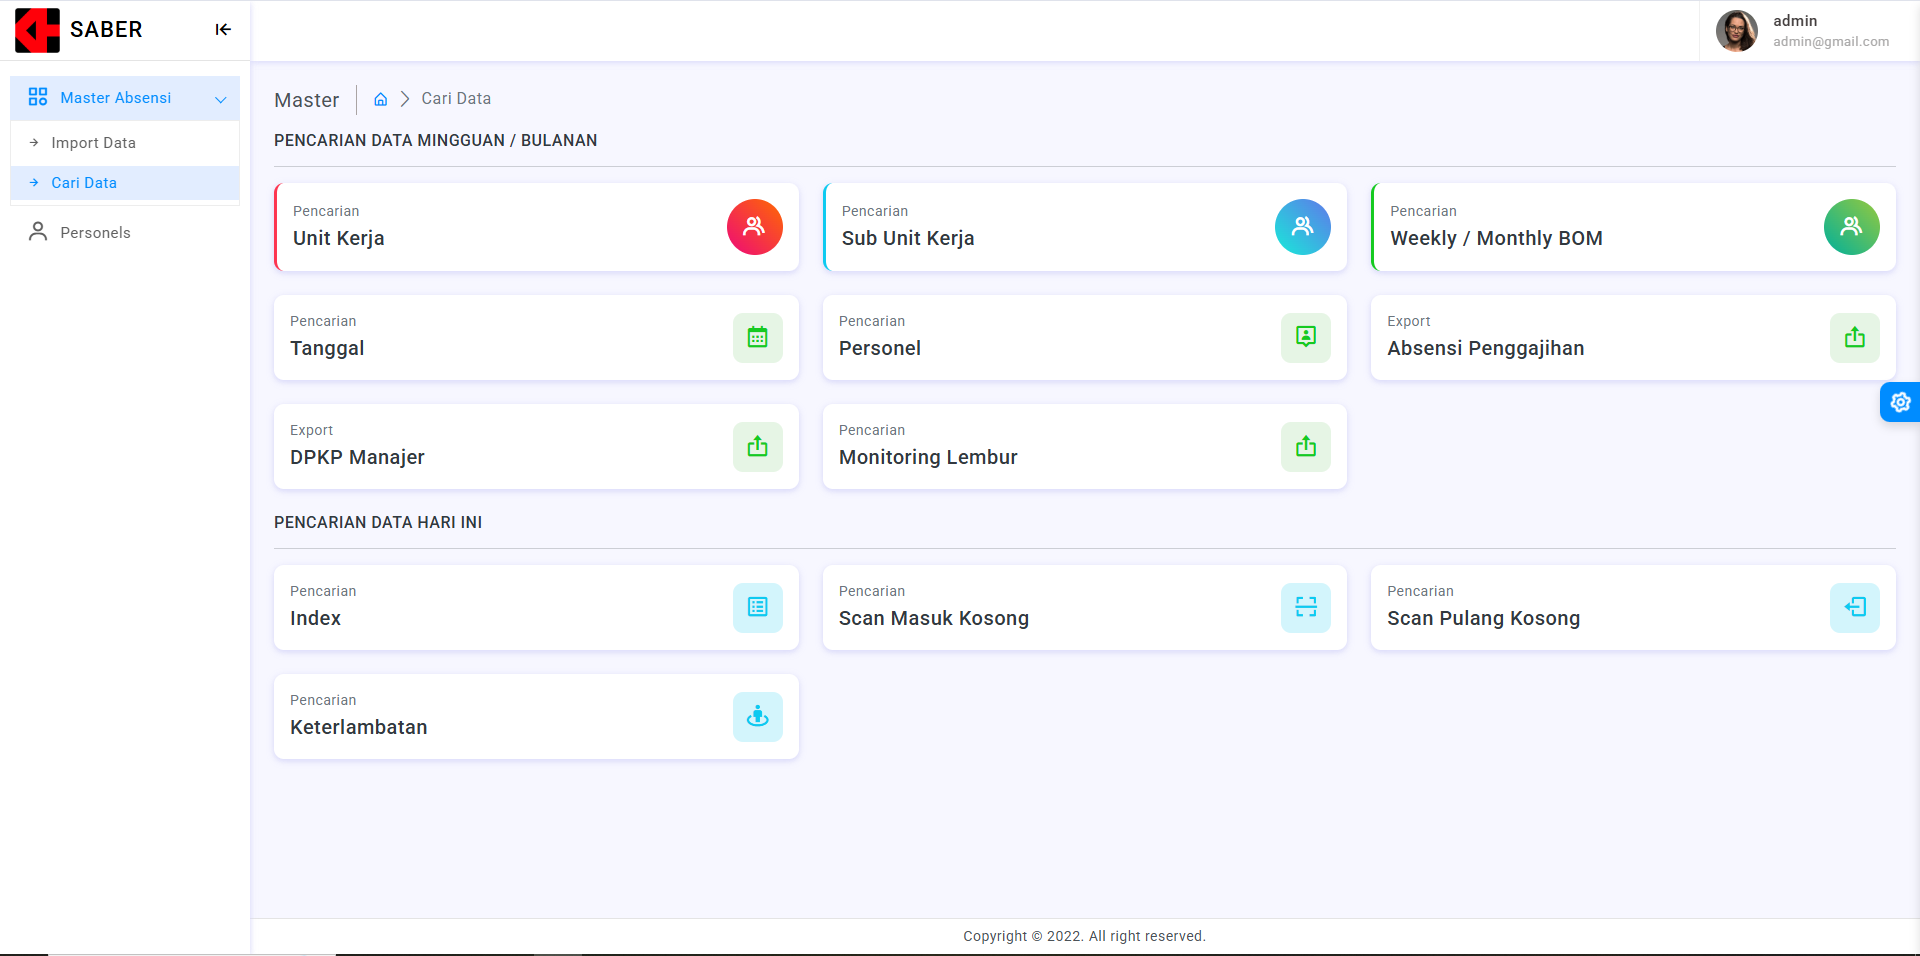 SABER
admin
admin@gmail.com
Master Absensi
Import Data
Cari Data
Personels
Master
Cari Data
PENCARIAN DATA MINGGUAN / BULANAN
Pencarian
Unit Kerja
Pencarian
Sub Unit Kerja
Pencarian
Weekly / Monthly BOM
Pencarian
Tanggal
Pencarian
Personel
Export
Absensi Penggajihan
Export
DPKP Manajer
Pencarian
Monitoring Lembur
PENCARIAN DATA HARI INI
Pencarian
Index
Pencarian
Scan Masuk Kosong
Pencarian
Scan Pulang Kosong
Pencarian
Keterlambatan
Copyright © 2022. All right reserved.